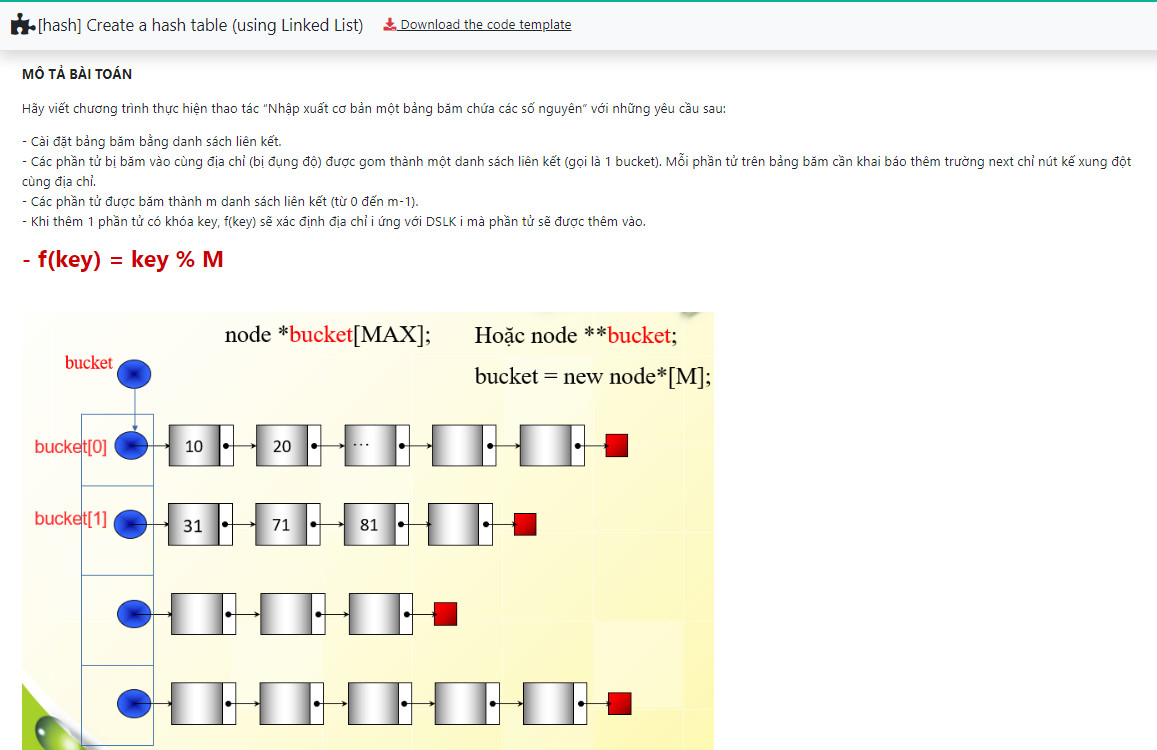 [hash] Create a hash table (using Linked List) Download the code template
MÔ TẢ BÀI TOÁN
Hãy viết chương trình thực hiện thao tác “Nhập xuất cơ bản một bảng băm chứa các số nguyên” với những yêu cầu sau:
- Cài đặt bảng băm bằng danh sách liên kết.
- Các phần tử bị băm vào cùng địa chỉ (bị đụng độ) được gom thành một danh sách liên kết (gọi là 1 bucket). Mỗi phần tử trên bảng băm cần khai báo thêm trường next chỉ nút kế xung đột
cùng địa chỉ.
- Các phần tử được băm thành m danh sách liên kết (từ 0 đến m-1).
- Khi thêm 1 phần tử có khóa key, f(key) sẽ xác định địa chỉ i ứng với DSLK i mà phần tử sẽ được thêm vào.
- f(key) = key % M
node *bucket[MAX]; Hoặc node **bucket;
bucket
bucket = new node*[M];
bucket[0] 10 20 ...
bucket[1] 31 71 81